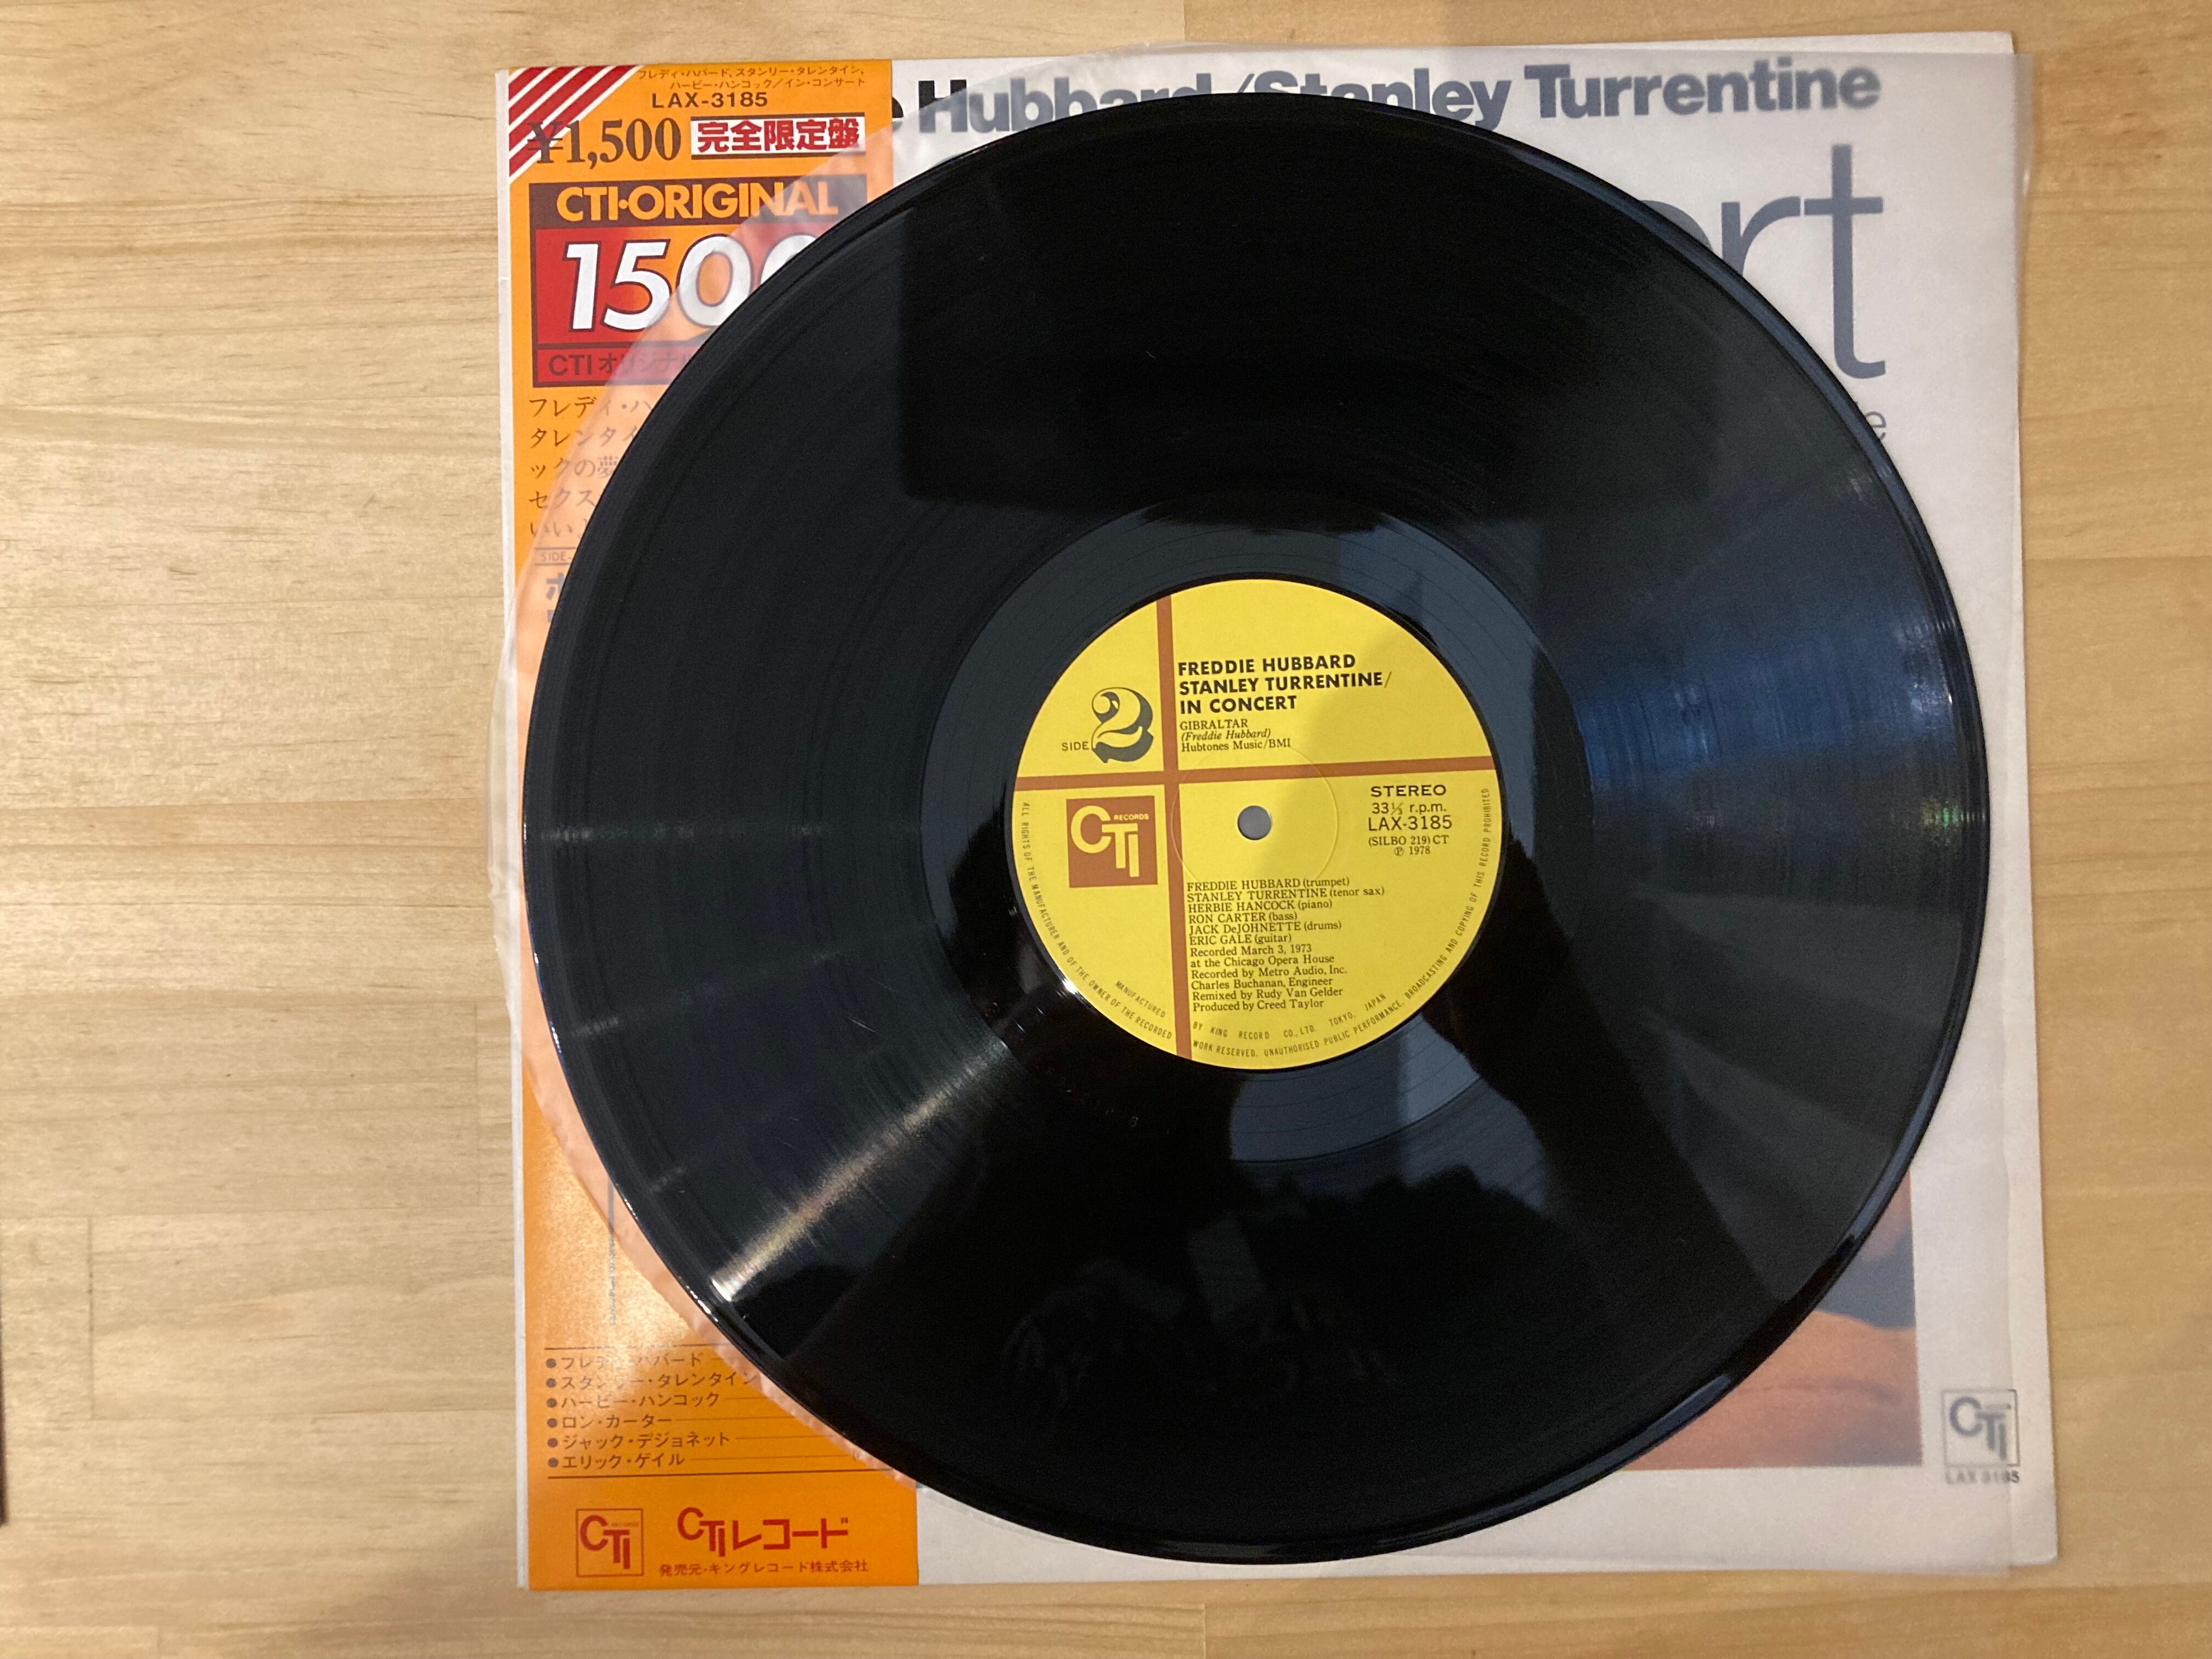 フレディ・ハバード、スタンリー・タレンタイン、
ハービー・ハンコック/イン・コンサート
LAX-3185
¥1,500 完全限定盤
CTI・ORIGINAL
1500
CTI オリジナル
フレディ・ハ
タレンタイ
ックの夢
セクス
いい
SIDE
Hubbard/Stanley Turrentine
ert
e
SIDE 2
FREDDIE HUBBARD
STANLEY TURRENTINE/
IN CONCERT
GIBRALTAR
(Freddie Hubbard)
Hubtones Music/BMI
CTI RECORDS
STEREO
33⅓ r.p.m.
LAX-3185
(SILBO 219) CT
℗ 1978
FREDDIE HUBBARD (trumpet)
STANLEY TURRENTINE (tenor sax)
HERBIE HANCOCK (piano)
RON CARTER (bass)
JACK DeJOHNETTE (drums)
ERIC GALE (guitar)
Recorded March 3, 1973
at the Chicago Opera House
Recorded by Metro Audio, Inc.
Charles Buchanan, Engineer
Remixed by Rudy Van Gelder
Produced by Creed Taylor
MANUFACTURED BY KING RECORD CO., LTD. TOKYO, JAPAN
ALL RIGHTS OF THE MANUFACTURER AND OF THE OWNER OF THE RECORDED WORK RESERVED. UNAUTHORISED PUBLIC PERFORMANCE, BROADCASTING AND COPYING OF THIS RECORD PROHIBITED
●フレディ・ハバード
●スタンリー・タレンタイン
●ハービー・ハンコック
●ロン・カーター
●ジャック・デジョネット
●エリック・ゲイル
CTI
CTIレコード
発売元・キングレコード株式会社
CTI
LAX 3185